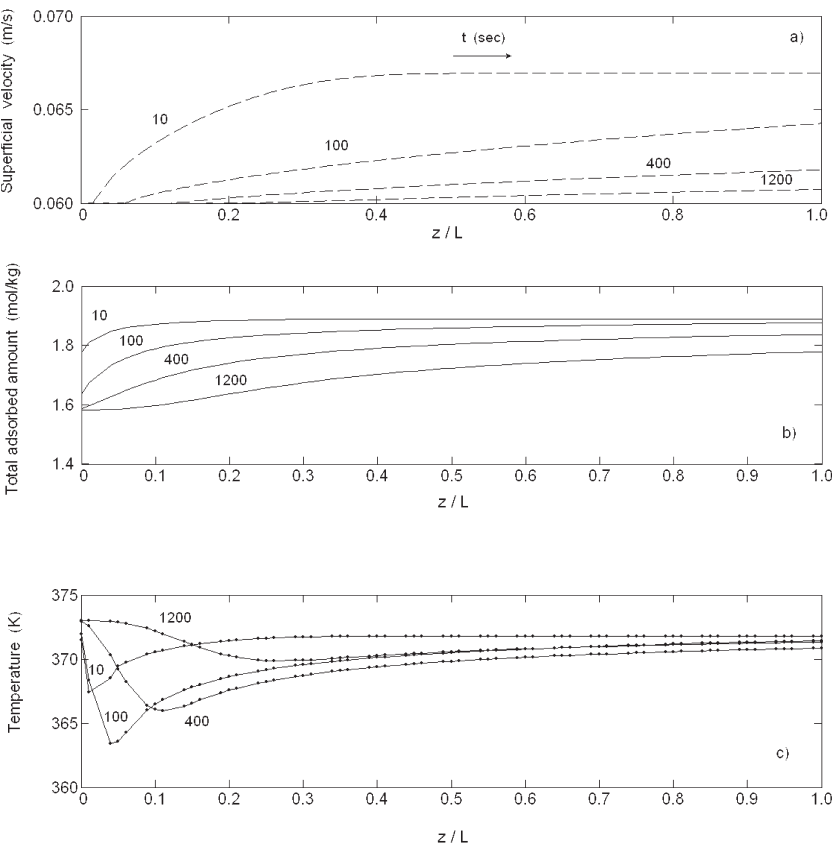 Superficial velocity (m/s)
0.070
0.065
0.060
t (sec)
a)
10
100
400
1200
0 0.2 0.4 0.6 0.8 1.0
z / L
Total adsorbed amount (mol/kg)
2.0
1.8
1.6
1.4
10
100
400
1200
b)
0 0.1 0.2 0.3 0.4 0.5 0.6 0.7 0.8 0.9 1.0
z / L
Temperature (K)
375
370
365
360
1200
10
100
400
c)
0 0.1 0.2 0.3 0.4 0.5 0.6 0.7 0.8 0.9 1.0
z / L